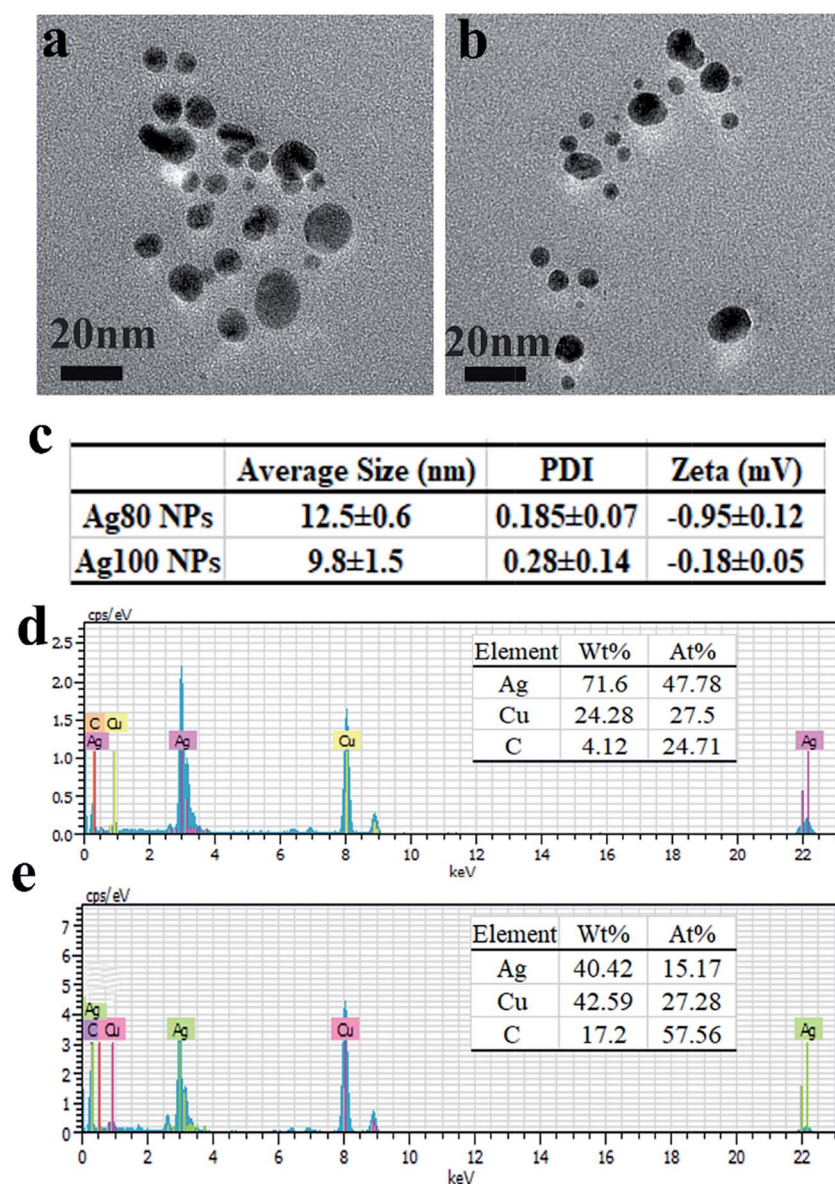 a
b
20nm
20nm
c
Average Size (nm) PDI Zeta (mV)
Ag80 NPs 12.5±0.6 0.185±0.07 -0.95±0.12
Ag100 NPs 9.8±1.5 0.28±0.14 -0.18±0.05
d
cps/eV
2.5
2.0
1.5
1.0
0.5
0.0
C Cu
Ag Ag Cu Ag
Element Wt% At%
Ag 71.6 47.78
Cu 24.28 27.5
C 4.12 24.71
0 2 4 6 8 10 12 14 16 18 20 22
keV
e
cps/eV
7
6
5
4
3
2
1
0
Ag
C Cu Ag Cu Ag
Element Wt% At%
Ag 40.42 15.17
Cu 42.59 27.28
C 17.2 57.56
0 2 4 6 8 10 12 14 16 18 20 22
keV